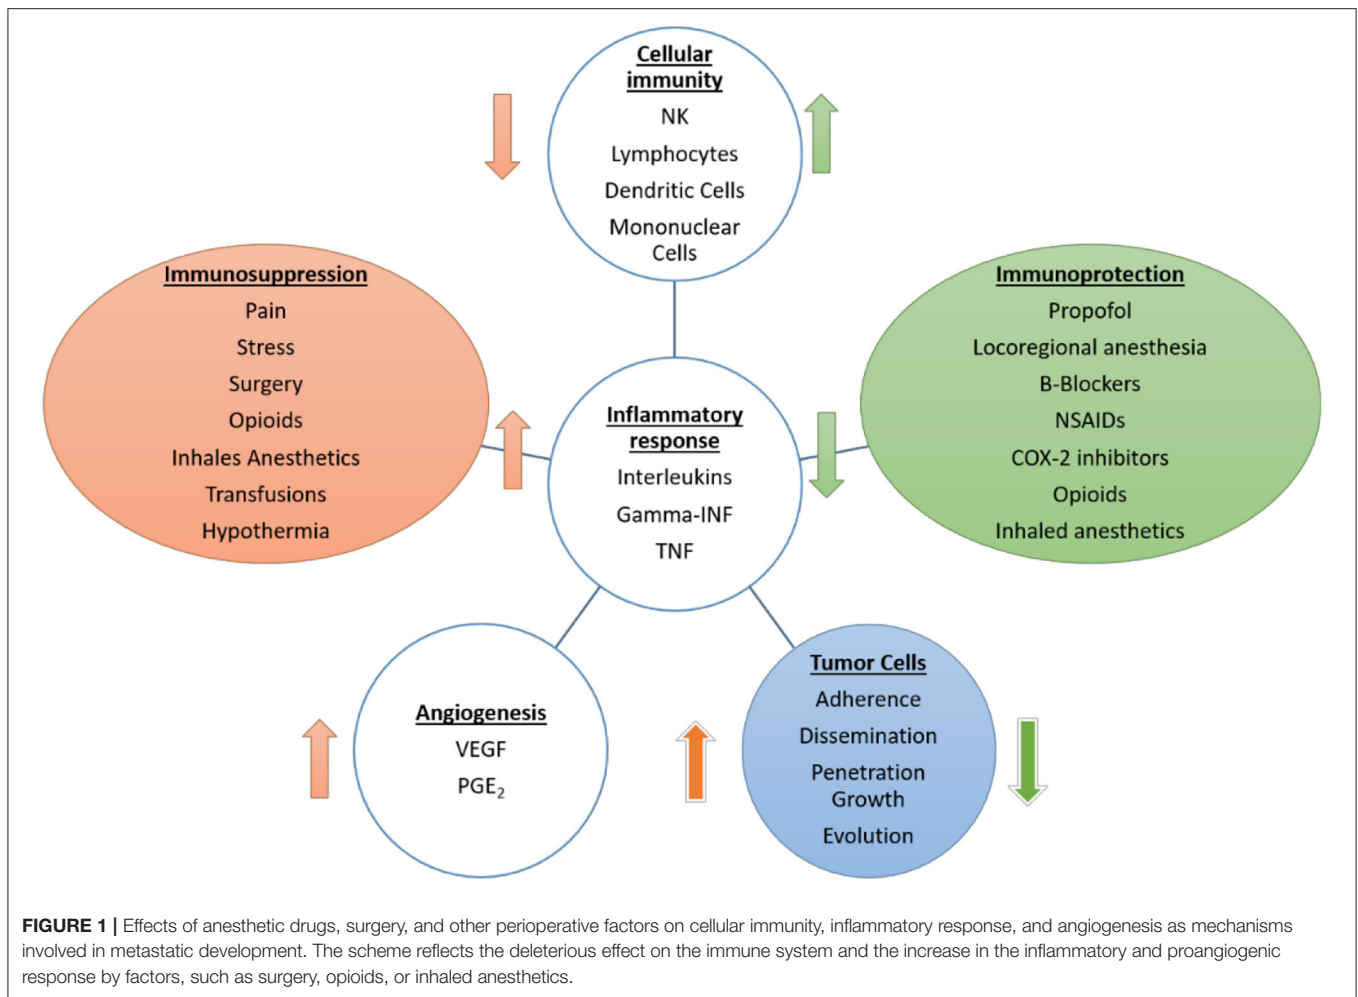 Cellular
immunity
NK
Lymphocytes
Dendritic Cells
Mononuclear
Cells
Immunosuppression
Pain
Stress
Surgery
Opioids
Inhales Anesthetics
Transfusions
Hypothermia
Inflammatory
response
Interleukins
Gamma-INF
TNF
Immunoprotection
Propofol
Locoregional anesthesia
B-Blockers
NSAIDs
COX-2 inhibitors
Opioids
Inhaled anesthetics
Angiogenesis
VEGF
PGE₂
Tumor Cells
Adherence
Dissemination
Penetration
Growth
Evolution
FIGURE 1 | Effects of anesthetic drugs, surgery, and other perioperative factors on cellular immunity, inflammatory response, and angiogenesis as mechanisms
involved in metastatic development. The scheme reflects the deleterious effect on the immune system and the increase in the inflammatory and proangiogenic
response by factors, such as surgery, opioids, or inhaled anesthetics.